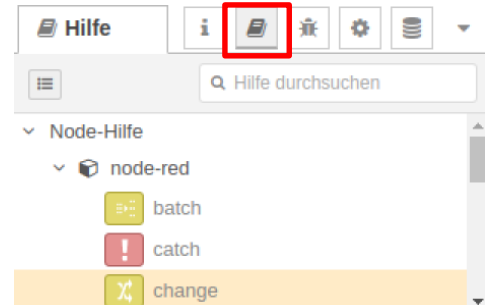 Hilfe
Hilfe durchsuchen
Node-Hilfe
node-red
batch
catch
change